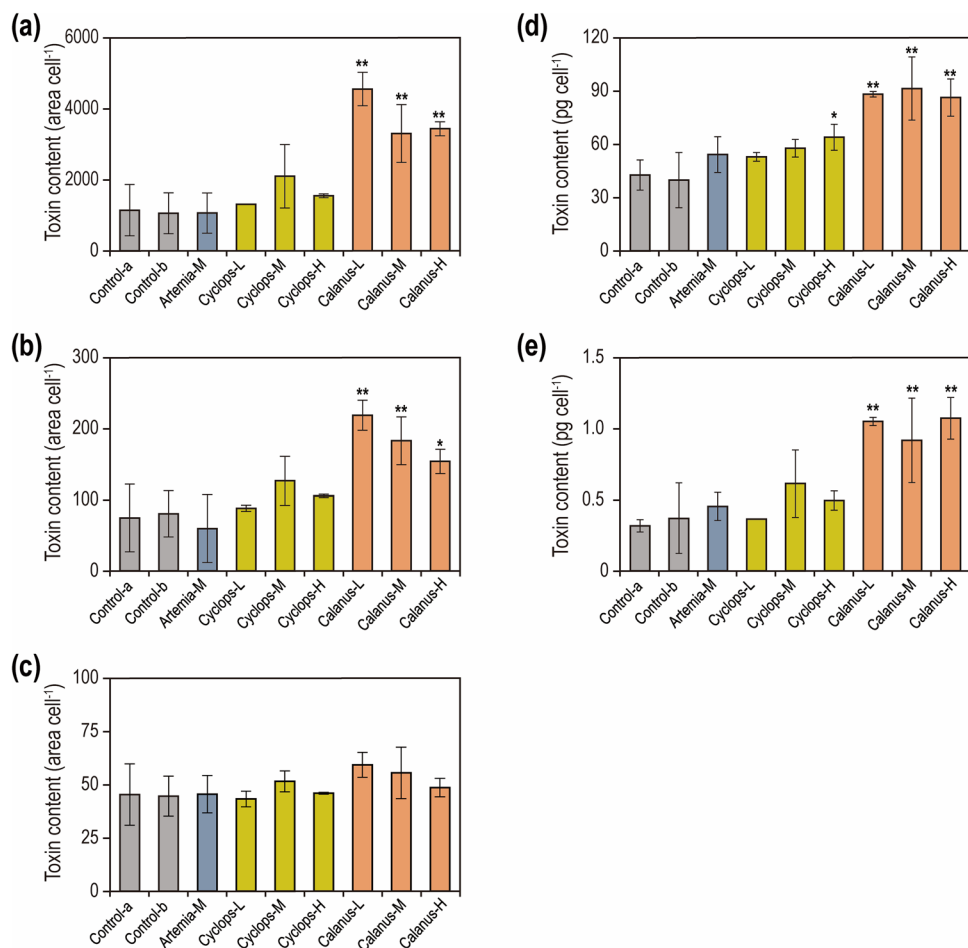 (a)
Toxin content (area cell-1)
6000
4000
2000
0
**
**
**
Control-a
Control-b
Artemia-M
Cyclops-L
Cyclops-M
Cyclops-H
Calanus-L
Calanus-M
Calanus-H
(b)
Toxin content (area cell-1)
300
200
100
0
**
**
*
Control-a
Control-b
Artemia-M
Cyclops-L
Cyclops-M
Cyclops-H
Calanus-L
Calanus-M
Calanus-H
(c)
Toxin content (area cell-1)
100
75
50
25
0
Control-a
Control-b
Artemia-M
Cyclops-L
Cyclops-M
Cyclops-H
Calanus-L
Calanus-M
Calanus-H
(d)
Toxin content (pg cell-1)
120
90
60
30
0
*
**
**
**
Control-a
Control-b
Artemia-M
Cyclops-L
Cyclops-M
Cyclops-H
Calanus-L
Calanus-M
Calanus-H
(e)
Toxin content (pg cell-1)
1.5
1.0
0.5
0.0
**
**
**
Control-a
Control-b
Artemia-M
Cyclops-L
Cyclops-M
Cyclops-H
Calanus-L
Calanus-M
Calanus-H